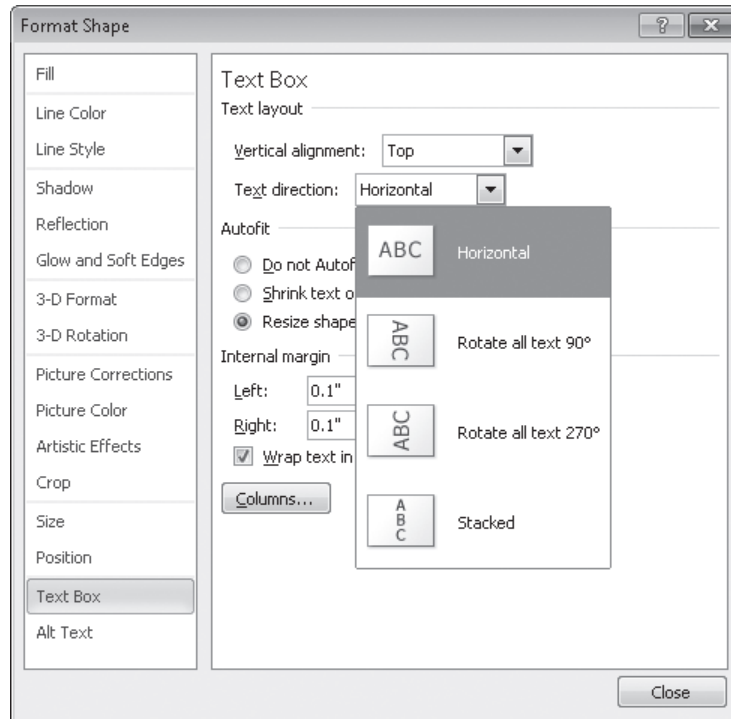 Format Shape
Fill
Line Color
Line Style
Shadow
Reflection
Glow and Soft Edges
3-D Format
3-D Rotation
Picture Corrections
Picture Color
Artistic Effects
Crop
Size
Position
Text Box
Alt Text
Text Box
Text layout
Vertical alignment: Top
Text direction: Horizontal
Autofit
Do not Autof
Shrink text o
Resize shape
Internal margin
Left: 0.1"
Right: 0.1"
Wrap text in
Columns...
ABC Horizontal
ABC Rotate all text 90°
ABC Rotate all text 270°
A
B
C
Stacked
Close